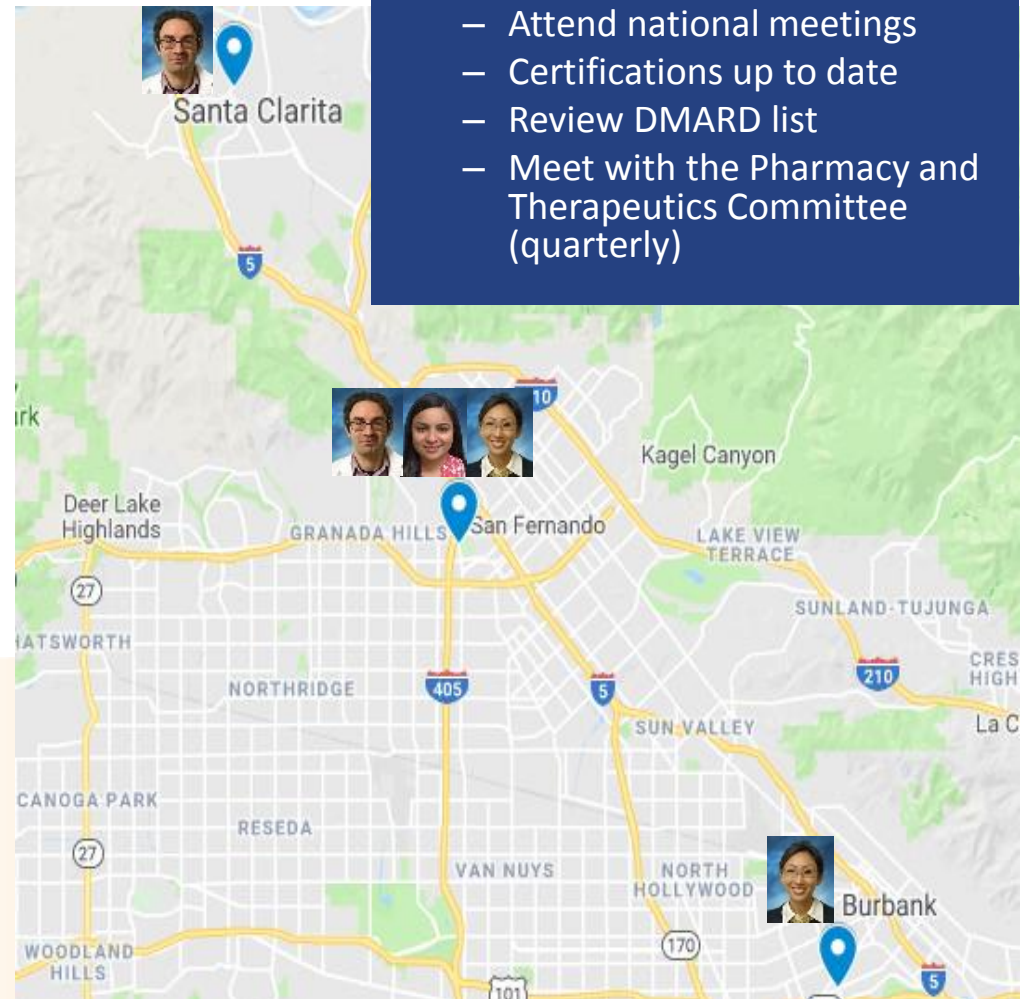 – Attend national meetings
– Certifications up to date
– Review DMARD list
– Meet with the Pharmacy and
Therapeutics Committee
(quarterly)
Santa Clarita
5
10
Kagel Canyon
Deer Lake
Highlands
GRANADA HILLS
San Fernando
LAKE VIEW
TERRACE
27
SUNLAND-TUJUNGA
HATSWORTH
CRES
HIGH
NORTHRIDGE
405
5
210
SUN VALLEY
La C
CANOGA PARK
RESEDA
27
VAN NUYS
NORTH
HOLLYWOOD
Burbank
WOODLAND
HILLS
170
5
101